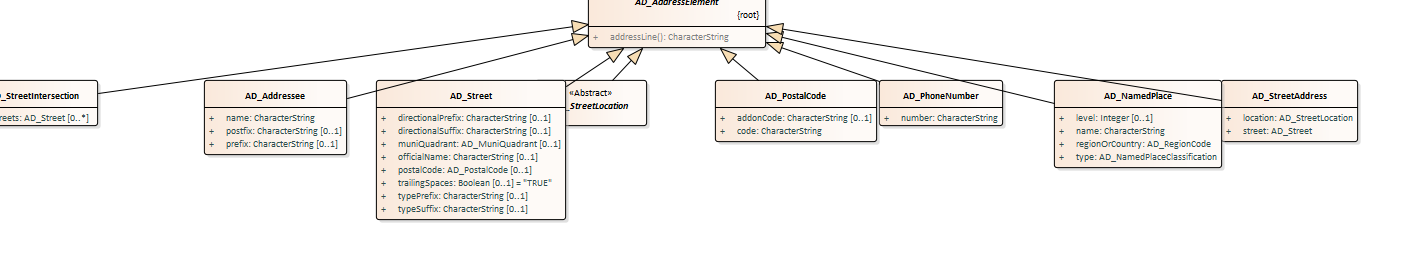 AD_AddressElement
{root}
+ addressLine(): CharacterString
_StreetIntersection
reets: AD_Street [0..*]
AD_Addressee
+ name: CharacterString
+ postfix: CharacterString [0..1]
+ prefix: CharacterString [0..1]
AD_Street
+ directionalPrefix: CharacterString [0..1]
+ directionalSuffix: CharacterString [0..1]
+ muniQuadrant: AD_MuniQuadrant [0..1]
+ officialName: CharacterString [0..1]
+ postalCode: AD_PostalCode [0..1]
+ trailingSpaces: Boolean [0..1] = "TRUE"
+ typePrefix: CharacterString [0..1]
+ typeSuffix: CharacterString [0..1]
«Abstract»
_StreetLocation
AD_PostalCode
+ addonCode: CharacterString [0..1]
+ code: CharacterString
AD_PhoneNumber
+ number: CharacterString
AD_NamedPlace
+ level: Integer [0..1]
+ name: CharacterString
+ regionOrCountry: AD_RegionCode
+ type: AD_NamedPlaceClassification
AD_StreetAddress
+ location: AD_StreetLocation
+ street: AD_Street